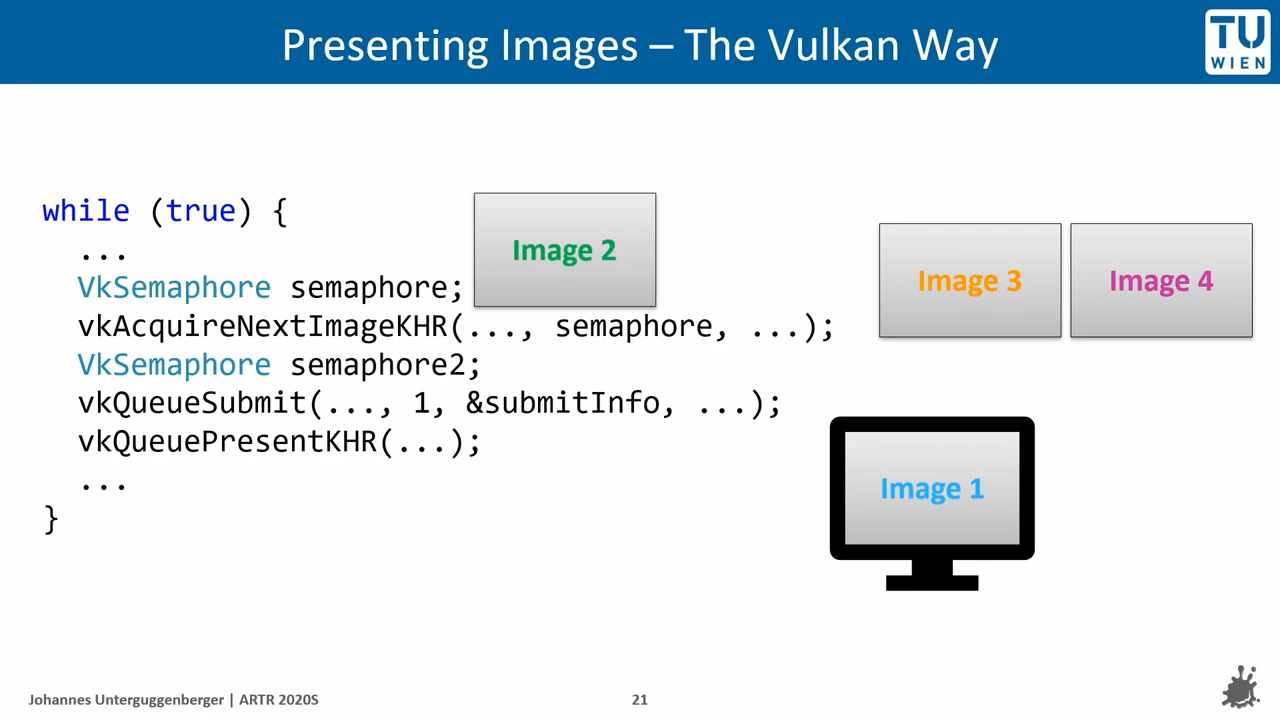 Presenting Images – The Vulkan Way
TU
WIEN
while (true) {
...
VkSemaphore semaphore;
vkAcquireNextImageKHR(..., semaphore, ...);
VkSemaphore semaphore2;
vkQueueSubmit(..., 1, &submitInfo, ...);
vkQueuePresentKHR(...);
...
}
Image 2
Image 3
Image 4
Image 1
Johannes Unterguggenberger | ARTR 2020S
21